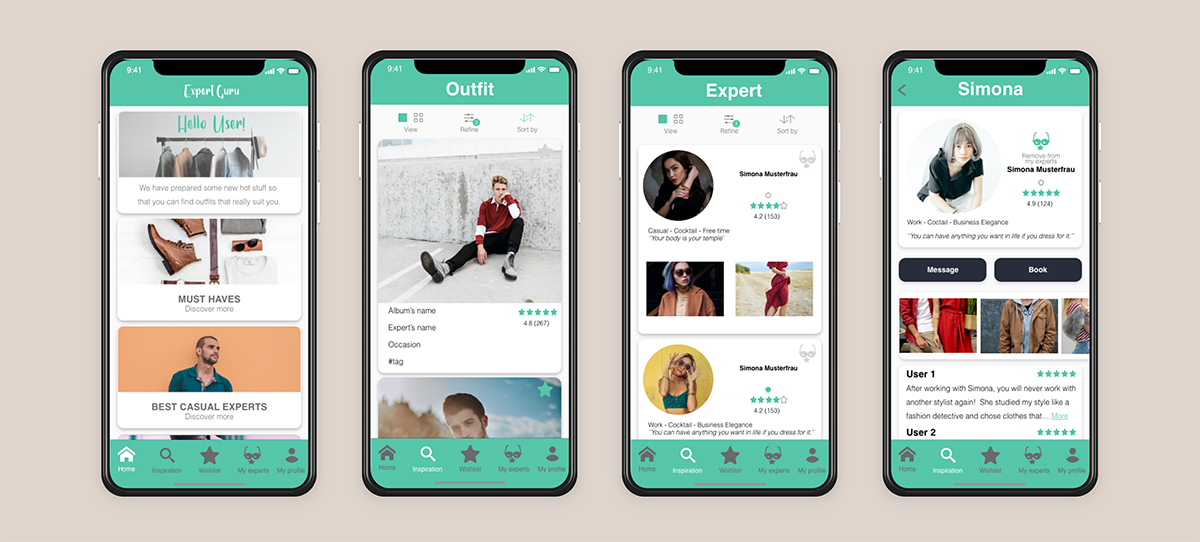 9:41
Expert Guru
Hello User!
We have prepared some new hot stuff so
that you can find outfits that really suit you.
MUST HAVES
Discover more
BEST CASUAL EXPERTS
Discover more
Home
Inspiration
Wishlist
My experts
My profile
9:41
Outfit
View
Refine
Sort by
Album's name
4.8 (267)
Expert's name
Occasion
#tag
Home
Inspiration
Wishlist
My experts
My profile
9:41
Expert
View
Refine
Sort by
Simona Musterfrau
4.2 (153)
Casual - Cocktail - Free time
"Your body is your temple"
Simona Musterfrau
4.2 (153)
Work - Cocktail - Business Elegance
"You can have anything you want in life if you dress for it."
Home
Inspiration
Wishlist
My experts
My profile
9:41
Simona
Remove from
my experts
Simona Musterfrau
4.9 (124)
Work - Coctail - Business Elegance
"You can have anything you want in life if you dress for it."
Message
Book
User 1
After working with Simona, you will never work with
another stylist again! She studied my style like a
fashion detective and chose clothes that... More
User 2
Home
Inspiration
Wishlist
My experts
My profile